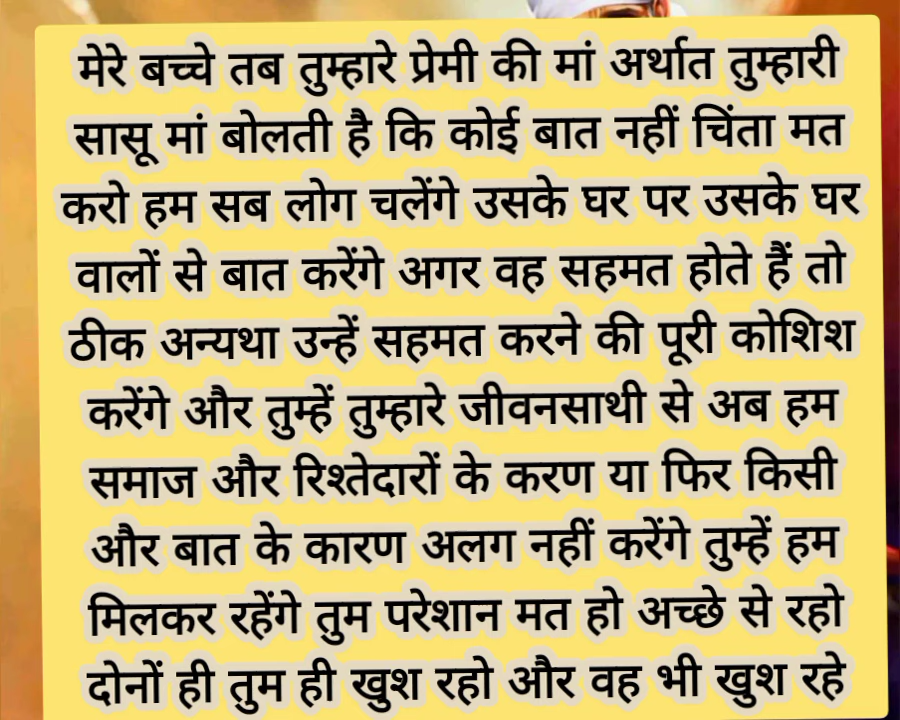 मेरे बच्चे तब तुम्हारे प्रेमी की मां अर्थात तुम्हारी
सासू मां बोलती है कि कोई बात नहीं चिंता मत
करो हम सब लोग चलेंगे उसके घर पर उसके घर
वालों से बात करेंगे अगर वह सहमत होते हैं तो
ठीक अन्यथा उन्हें सहमत करने की पूरी कोशिश
करेंगे और तुम्हें तुम्हारे जीवनसाथी से अब हम
समाज और रिश्तेदारों के करण या फिर किसी
और बात के कारण अलग नहीं करेंगे तुम्हें हम
मिलकर रहेंगे तुम परेशान मत हो अच्छे से रहो
दोनों ही तुम ही खुश रहो और वह भी खुश रहे